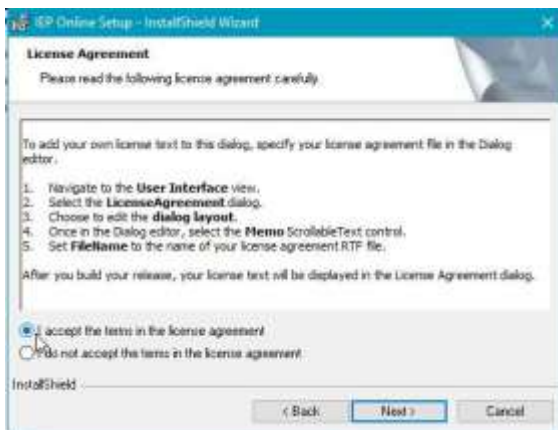 IEP Online Setup - InstallShield Wizard
License Agreement
Please read the following license agreement carefully.
To add your own license text to this dialog, specify your license agreement file in the Dialog
editor.
1. Navigate to the User Interface view.
2. Select the LicenseAgreement dialog.
3. Choose to edit the dialog layout.
4. Once in the Dialog editor, select the Memo ScrollableText control.
5. Set FileName to the name of your license agreement RTF file.
After you build your release, your license text will be displayed in the License Agreement dialog.
I accept the terms in the license agreement
I do not accept the terms in the license agreement
InstallShield
< Back Next > Cancel